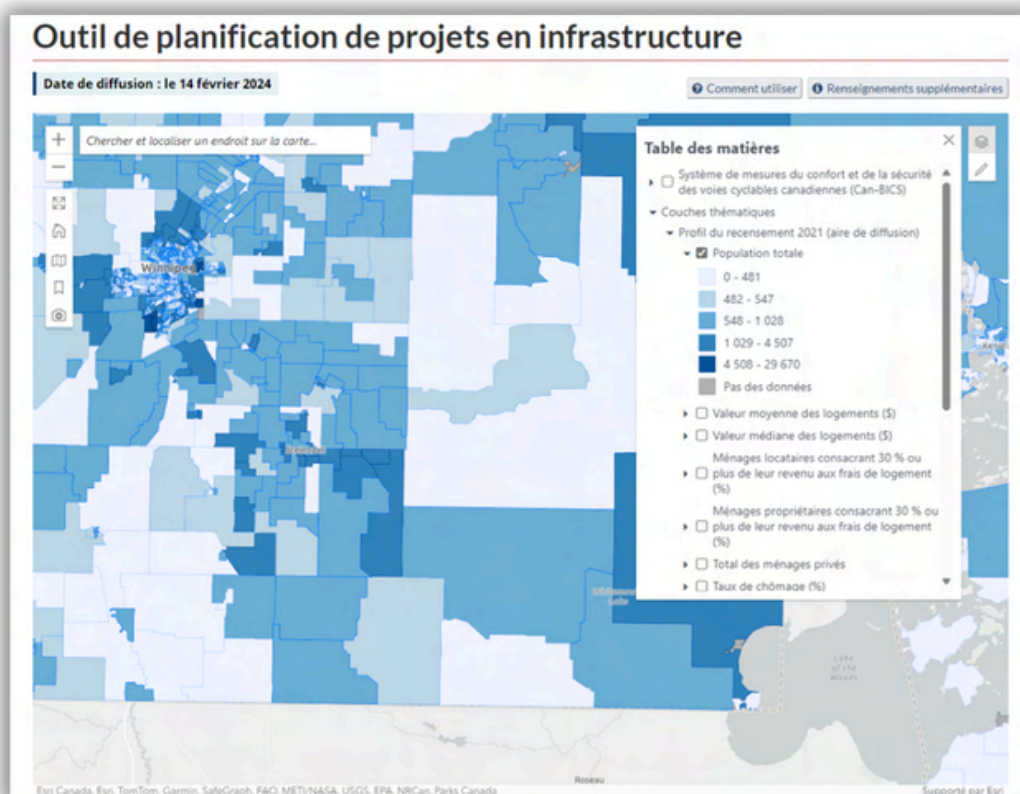 Outil de planification de projets en infrastructure
Date de diffusion : le 14 février 2024
Comment utiliser
Renseignements supplémentaires
Chercher et localiser un endroit sur la carte...
Table des matières
Système de mesures du confort et de la sécurité
des voies cyclables canadiennes (Can-BICS)
Couches thématiques
Profil du recensement 2021 (aire de diffusion)
Population totale
0 - 481
482 - 547
548 - 1 028
1 029 - 4 507
4 508 - 29 670
Pas des données
Valeur moyenne des logements ($)
Valeur médiane des logements ($)
Ménages locataires consacrant 30 % ou
plus de leur revenu aux frais de logement
(%)
Ménages propriétaires consacrant 30 % ou
plus de leur revenu aux frais de logement
(%)
Total des ménages privés
Taux de chômage (%)
Winnipeg
Lake
of the
Woods
Roseau
Esri Canada, Esri, TomTom, Garmin, SafeGraph, FAO, METI/NASA, USGS, EPA, NRCan, Parks Canada
Supporté par Esri